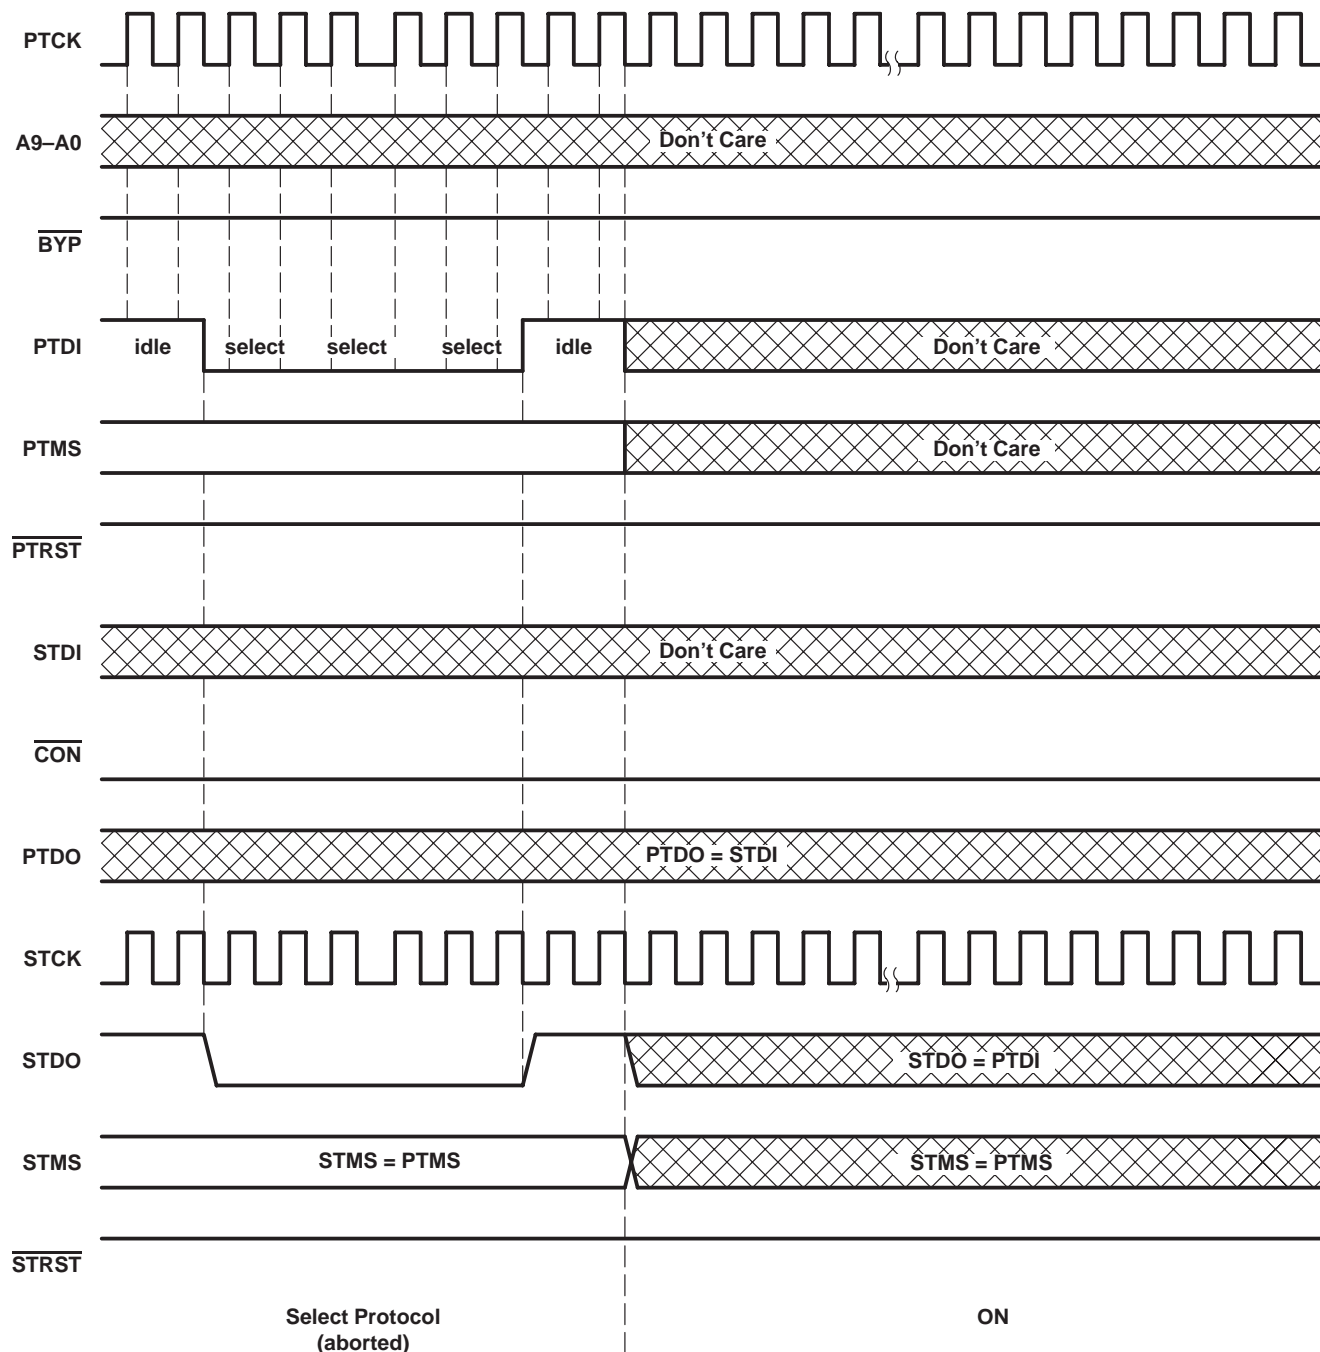 PTCK
A9–A0 Don't Care
BYP
PTDI idle select select select idle Don't Care
PTMS Don't Care
PTRST
STDI Don't Care
CON
PTDO PTDO = STDI
STCK
STDO STDO = PTDI
STMS STMS = PTMS STMS = PTMS
STRST
Select Protocol ON
(aborted)